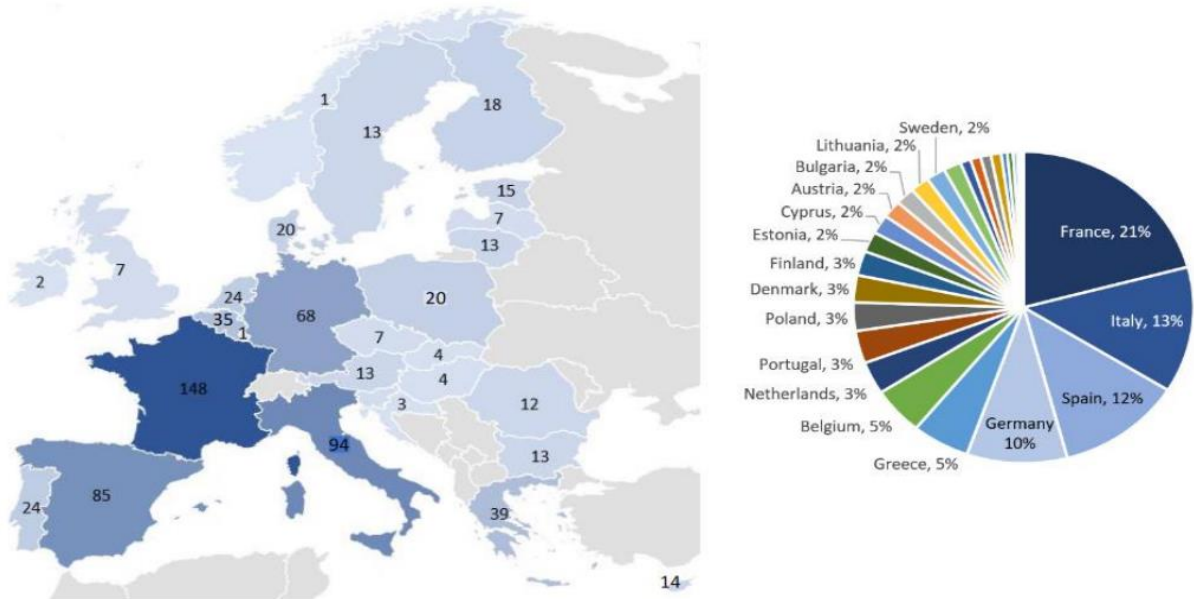 1
18
13
15
7
13
20
2
7
24
35
1
68
20
7
4
13
4
3
12
148
94
13
85
24
39
14
Sweden, 2%
Lithuania, 2%
Bulgaria, 2%
Austria, 2%
Cyprus, 2%
Estonia, 2%
Finland, 3%
Denmark, 3%
Poland, 3%
Portugal, 3%
Netherlands, 3%
Belgium, 5%
Greece, 5%
Germany
10%
Spain, 12%
Italy, 13%
France, 21%